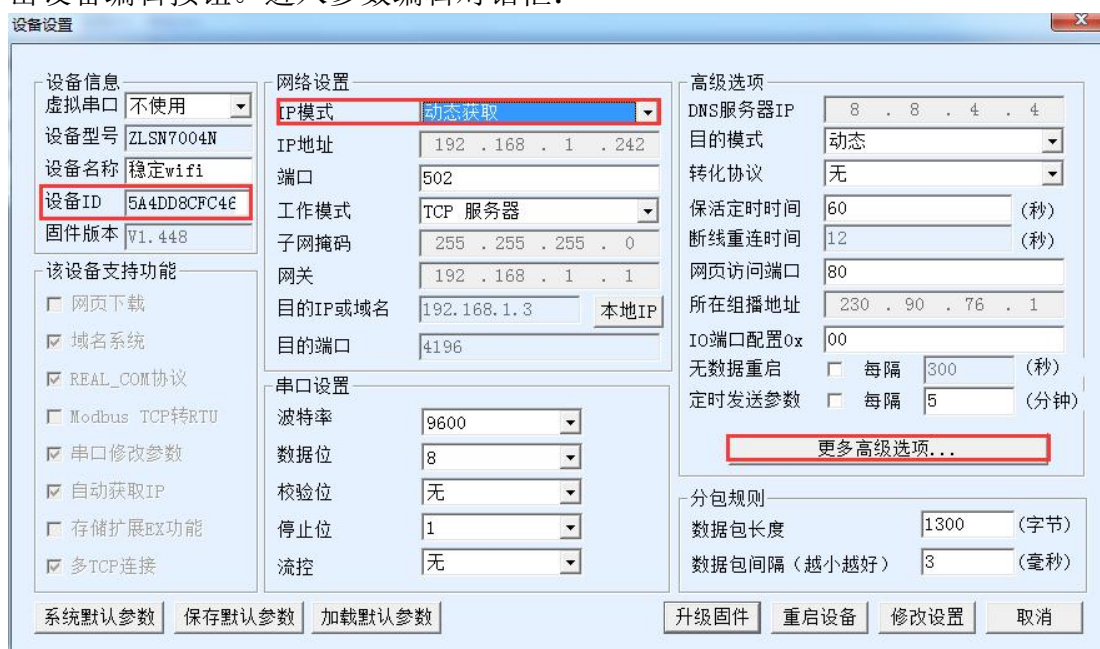 设备设置
设备信息
虚拟串口 不使用
设备型号 ZLSN7004N
设备名称 稳定wifi
设备ID 5A4DD8CFC46
固件版本 V1.448
该设备支持功能
网页下载
域名系统
REAL_COM协议
Modbus TCP转RTU
串口修改参数
自动获取IP
存储扩展EX功能
多TCP连接
网络设置
IP模式 动态获取
IP地址 192 . 168 . 1 . 242
端口 502
工作模式 TCP 服务器
子网掩码 255 . 255 . 255 . 0
网关 192 . 168 . 1 . 1
目的IP或域名 192.168.1.3 本地IP
目的端口 4196
串口设置
波特率 9600
数据位 8
校验位 无
停止位 1
流控 无
高级选项
DNS服务器IP 8 . 8 . 4 . 4
目的模式 动态
转化协议 无
保活定时时间 60 (秒)
断线重连时间 12 (秒)
网页访问端口 80
所在组播地址 230 . 90 . 76 . 1
IO端口配置0x 00
无数据重启 每隔 300 (秒)
定时发送参数 每隔 5 (分钟)
更多高级选项...
分包规则
数据包长度 1300 (字节)
数据包间隔(越小越好) 3 (毫秒)
系统默认参数 保存默认参数 加载默认参数 升级固件 重启设备 修改设置 取消